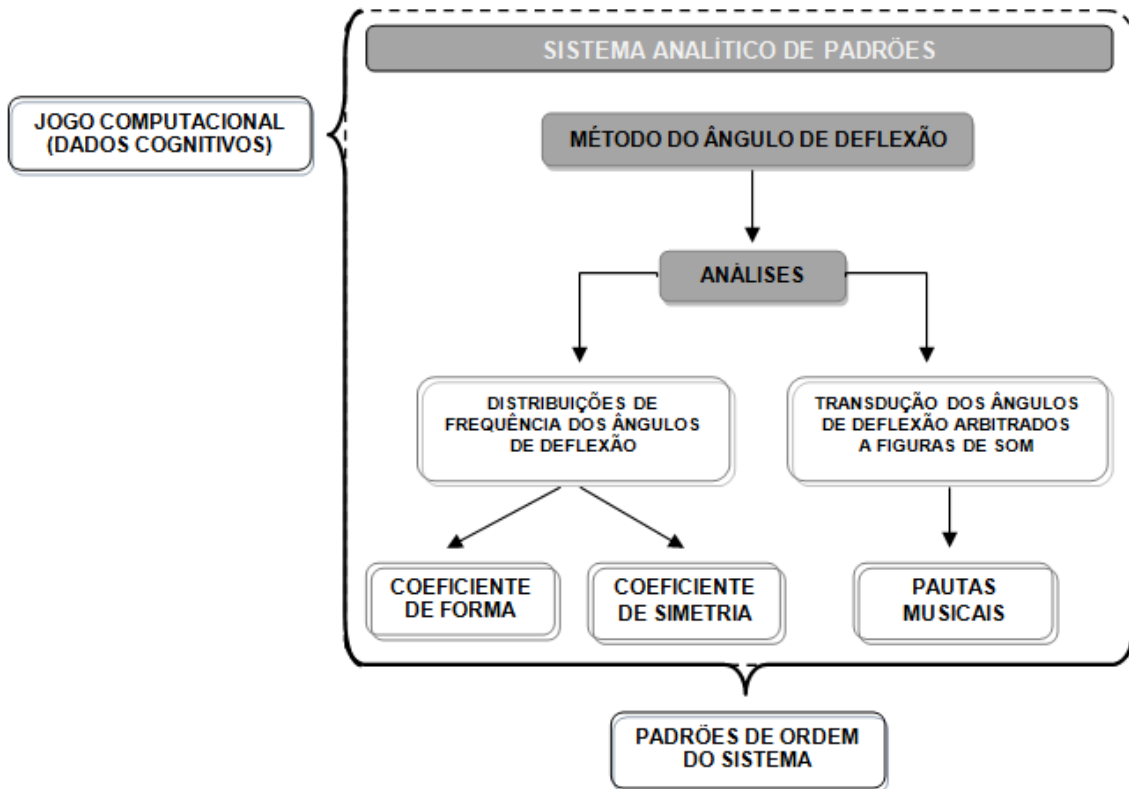 SISTEMA ANALÍTICO DE PADRÕES
JOGO COMPUTACIONAL
(DADOS COGNITIVOS)
MÉTODO DO ÂNGULO DE DEFLEXÃO
ANÁLISES
DISTRIBUIÇÕES DE
FREQUÊNCIA DOS ÂNGULOS
DE DEFLEXÃO
TRANSDUÇÃO DOS ÂNGULOS
DE DEFLEXÃO ARBITRADOS
A FIGURAS DE SOM
COEFICIENTE
DE FORMA
COEFICIENTE
DE SIMETRIA
PAUTAS
MUSICAIS
PADRÕES DE ORDEM
DO SISTEMA